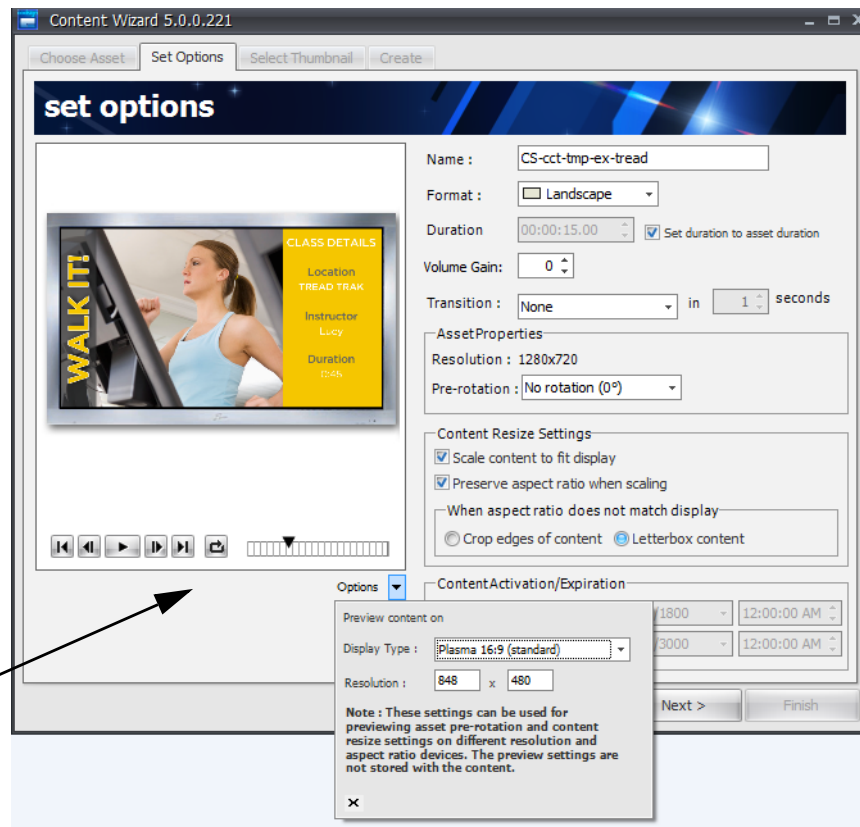 Content Wizard 5.0.0.221
Choose Asset Set Options Select Thumbnail Create
set options
WALK IT!
CLASS DETAILS
Location
TREAD TRAK
Instructor
Lucy
Duration
0:45
Name : CS-cct-tmp-ex-tread
Format : Landscape
Duration 00:00:15.00 Set duration to asset duration
Volume Gain: 0
Transition : None in 1 seconds
AssetProperties
Resolution : 1280x720
Pre-rotation : No rotation (0°)
Content Resize Settings
Scale content to fit display
Preserve aspect ratio when scaling
When aspect ratio does not match display
Crop edges of content Letterbox content
Options
ContentActivation/Expiration
/1800 12:00:00 AM
/3000 12:00:00 AM
Preview content on
Display Type : Plasma 16:9 (standard)
Resolution : 848 x 480
Note : These settings can be used for
previewing asset pre-rotation and content
resize settings on different resolution and
aspect ratio devices. The preview settings are
not stored with the content.
Next > Finish